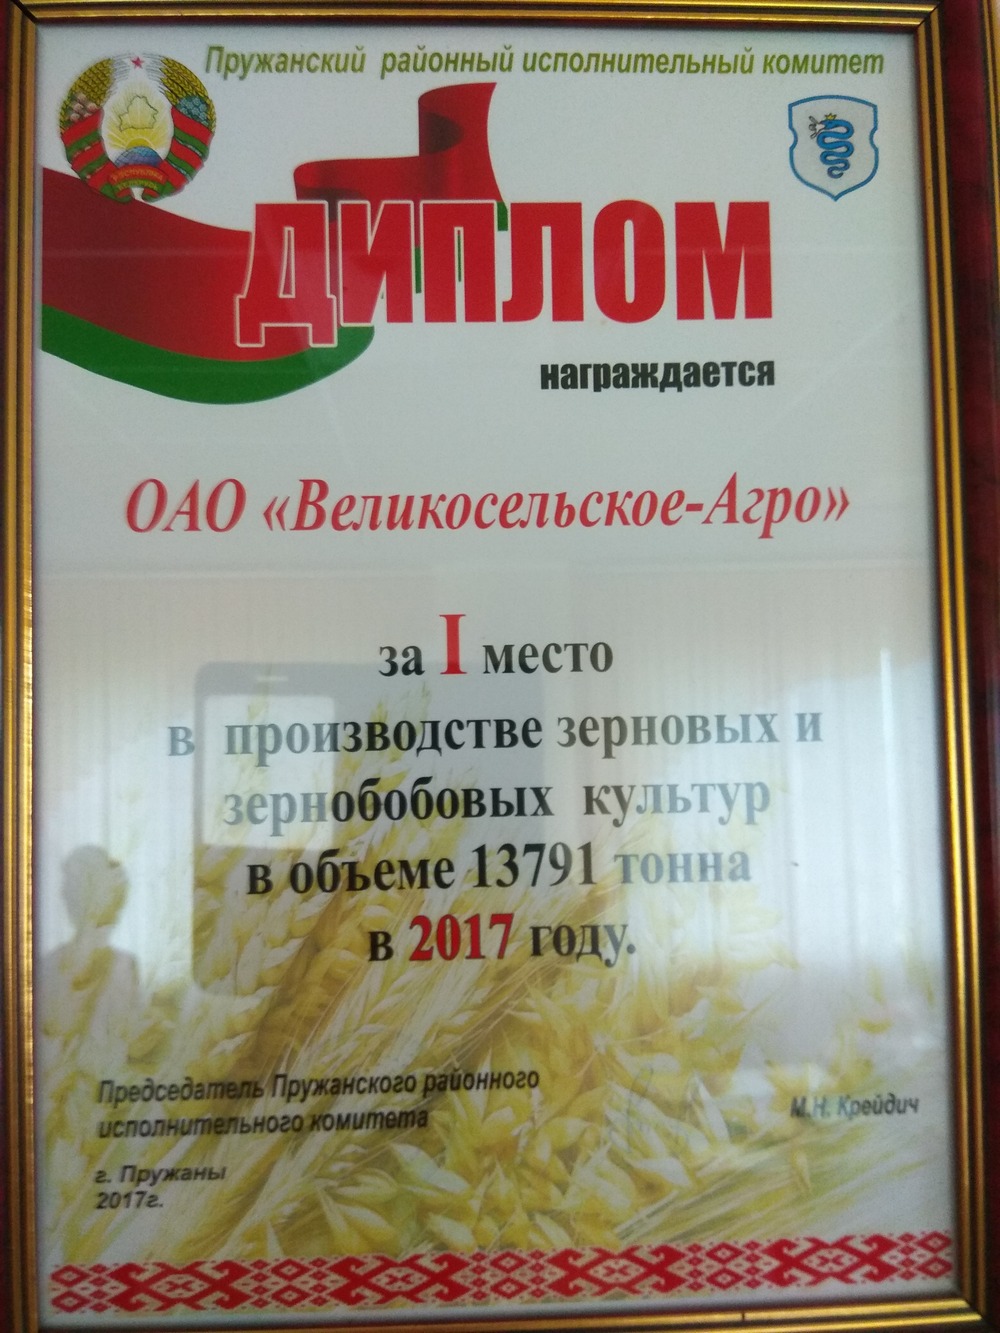 Пружанский районный исполнительный комитет
ДИПЛОМ
награждается
ОАО «Великосельское-Агро»
за I место
в производстве зерновых и
зернобобовых культур
в объеме 13791 тонна
в 2017 году.
Председатель Пружанского районного
исполнительного комитета
М.Н. Крейдич
г. Пружаны
2017г.